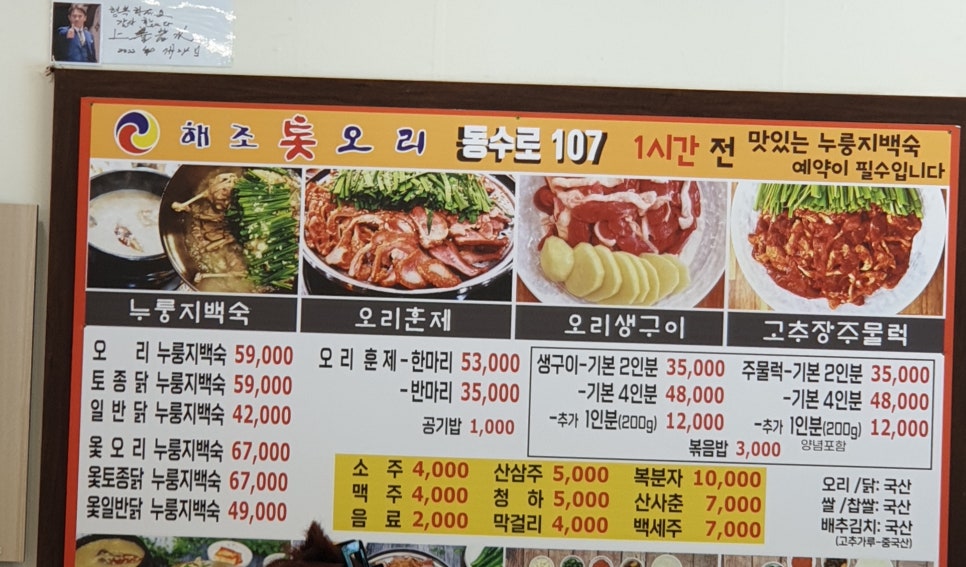 행복하세요
감사합니다
해조 톳 오리 동수로 107 1시간 전 맛있는 누룽지백숙
예약이 필수입니다
누룽지백숙
오리훈제
오리생구이
고추장주물럭
오 리 누룽지백숙 59,000
토종닭 누룽지백숙 59,000
일반닭 누룽지백숙 42,000
옻오리 누룽지백숙 67,000
옻토종닭 누룽지백숙 67,000
옻일반닭 누룽지백숙 49,000
오리훈제-한마리 53,000
-반마리 35,000
공기밥 1,000
생구이-기본 2인분 35,000
-기본 4인분 48,000
-추가 1인분(200g) 12,000
주물럭-기본 2인분 35,000
-기본 4인분 48,000
-추가 1인분(200g) 12,000
양념포함
볶음밥 3,000
소 주 4,000 산삼주 5,000 복분자 10,000
맥 주 4,000 청 하 5,000 산사춘 7,000
음 료 2,000 막걸리 4,000 백세주 7,000
오리/닭: 국산
쌀/찹쌀: 국산
배추김치: 국산
(고추가루-중국산)